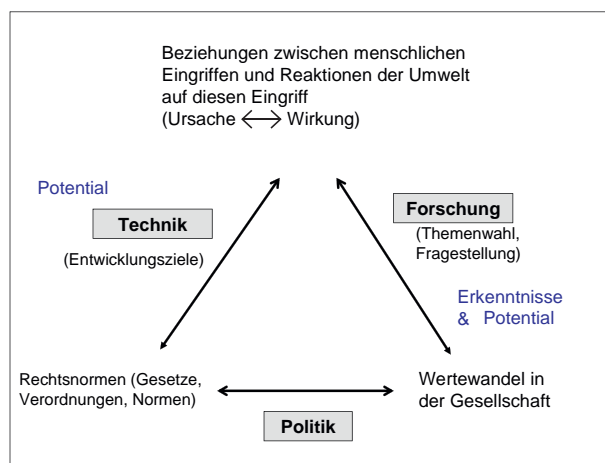 Beziehungen zwischen menschlichen
Eingriffen und Reaktionen der Umwelt
auf diesen Eingriff
(Ursache ⟷ Wirkung)
Potential
Technik
(Entwicklungsziele)
Forschung
(Themenwahl,
Fragestellung)
Erkenntnisse
& Potential
Rechtsnormen (Gesetze,
Verordnungen, Normen)
Wertewandel in
der Gesellschaft
Politik